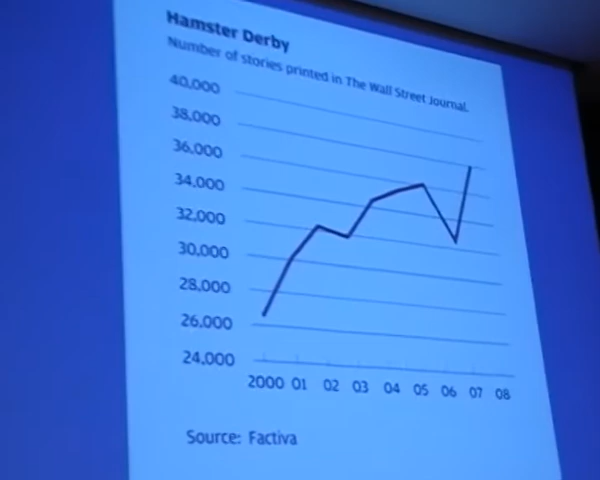 Hamster Derby
Number of stories printed in The Wall Street Journal.
40,000
38,000
36,000
34,000
32,000
30,000
28,000
26,000
24,000
2000 01 02 03 04 05 06 07 08
Source: Factiva